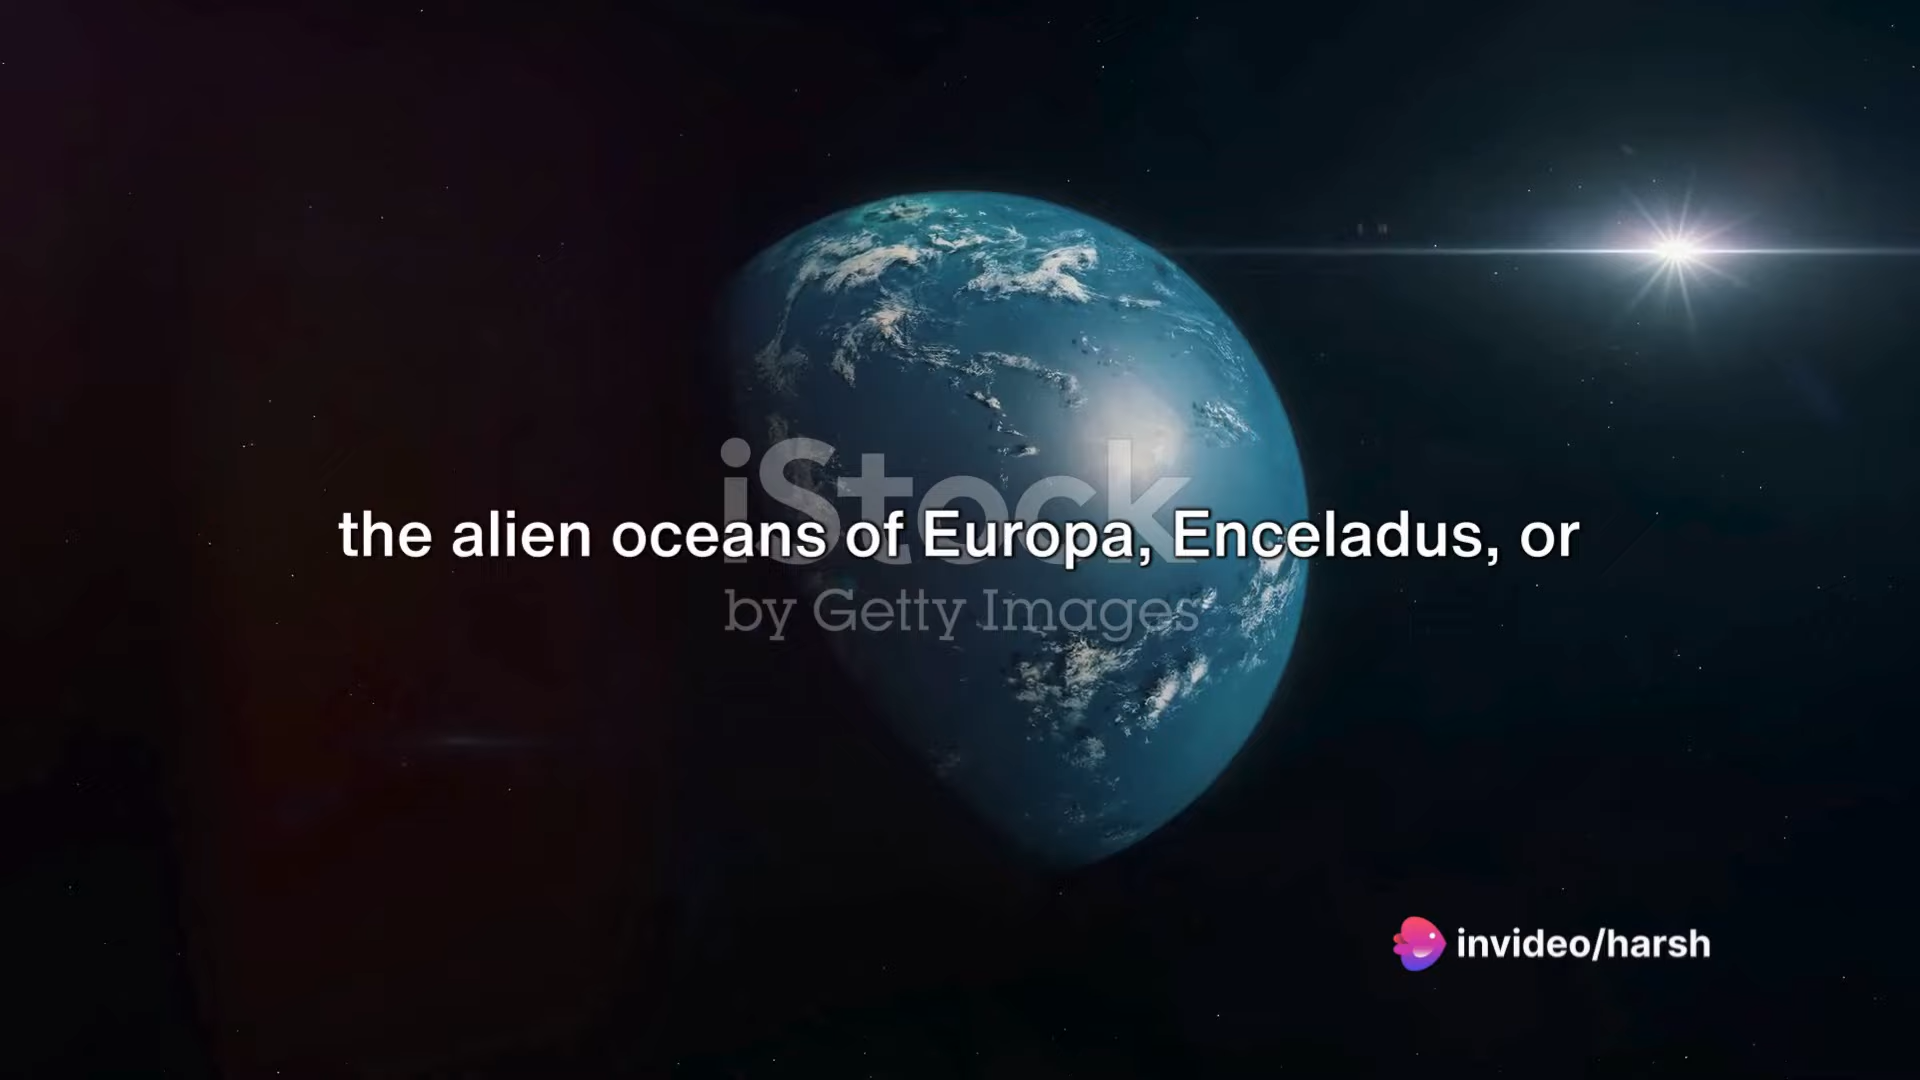 iStock
the alien oceans of Europa, Enceladus, or
by Getty Images
invideo/harsh